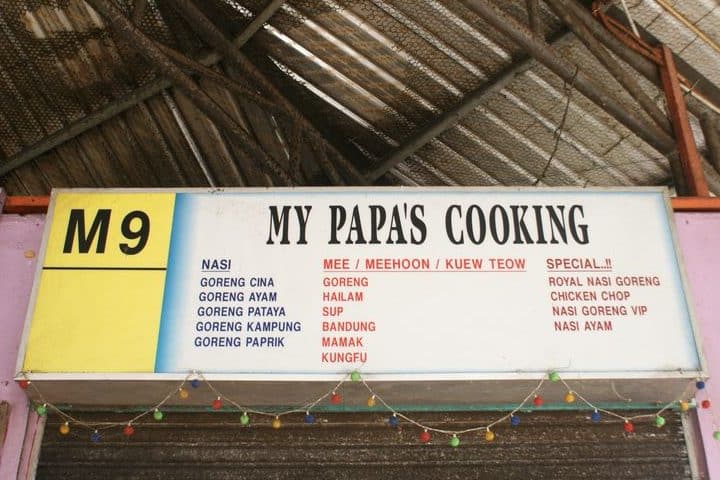 M 9
MY PAPA'S COOKING
NASI
GORENG CINA
GORENG AYAM
GORENG PATAYA
GORENG KAMPUNG
GORENG PAPRIK
MEE / MEEHOON / KUEW TEOW
GORENG
HAILAM
SUP
BANDUNG
MAMAK
KUNGFU
SPECIAL..!!
ROYAL NASI GORENG
CHICKEN CHOP
NASI GORENG VIP
NASI AYAM